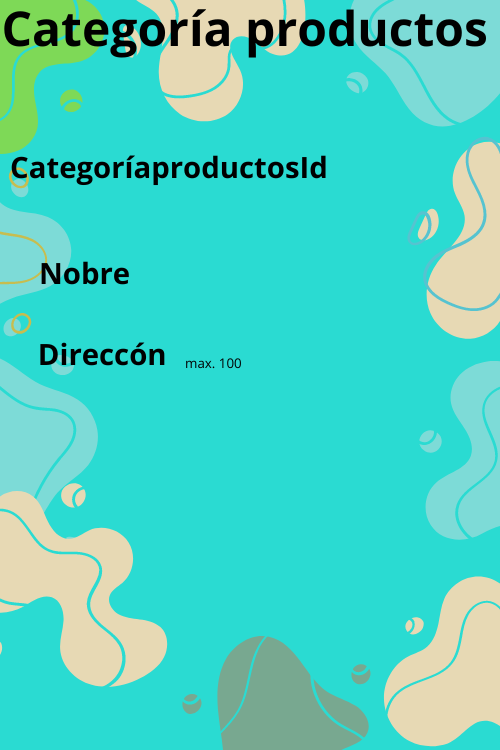 Categoría productos
CategoríaproductosId
Nobre
Direccón max. 100